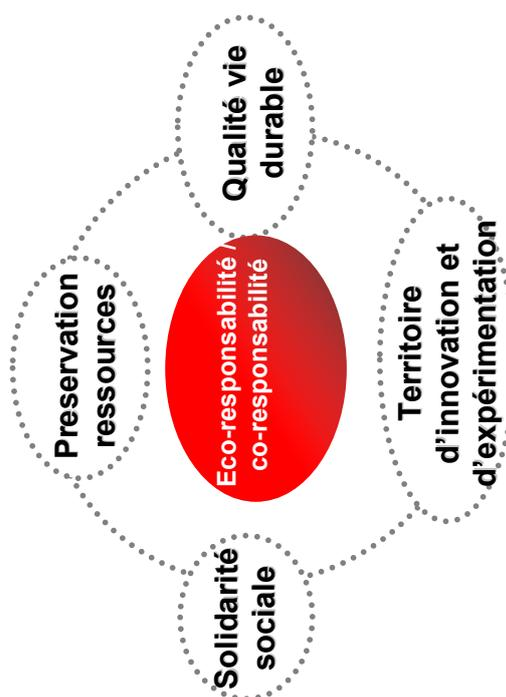 Preservation
ressources
Solidarité
sociale
Eco-responsabilité /
co-responsabilité
Qualité vie
durable
Territoire
d’innovation et
d’expérimentation